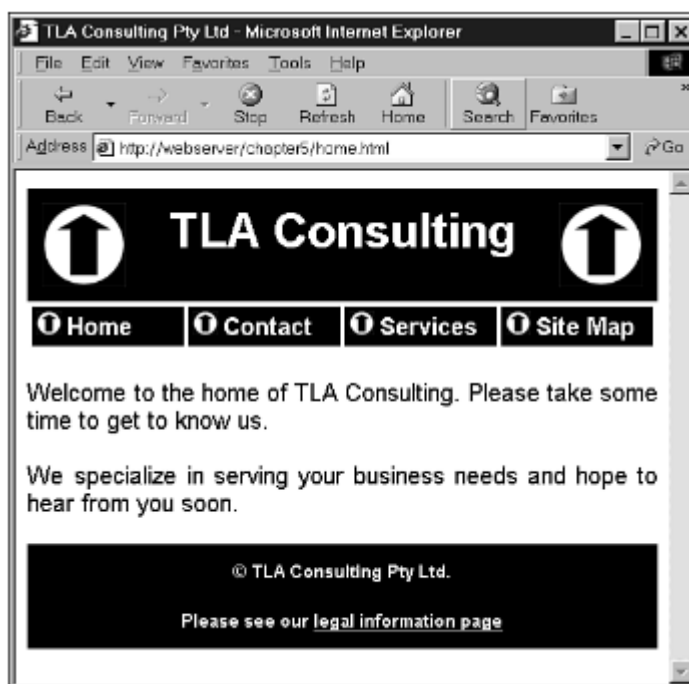 TLA Consulting Pty Ltd - Microsoft Internet Explorer
File Edit View Favorites Tools Help
Back Forward Stop Refresh Home Search Favorites
Address http://webserver/chapter5/home.html Go
TLA Consulting
Home Contact Services Site Map
Welcome to the home of TLA Consulting. Please take some
time to get to know us.
We specialize in serving your business needs and hope to
hear from you soon.
© TLA Consulting Pty Ltd.
Please see our legal information page